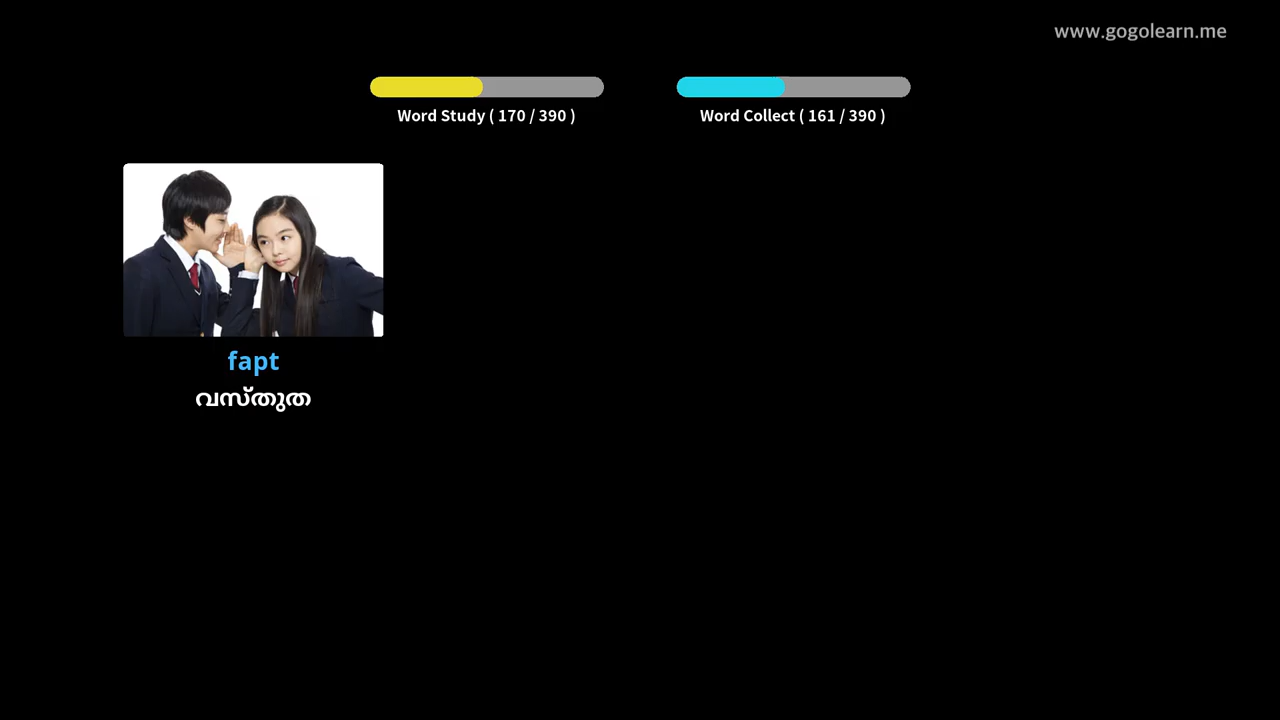 www.gogolearn.me
Word Study ( 170 / 390 )
Word Collect ( 161 / 390 )
fapt
വസ്തുത